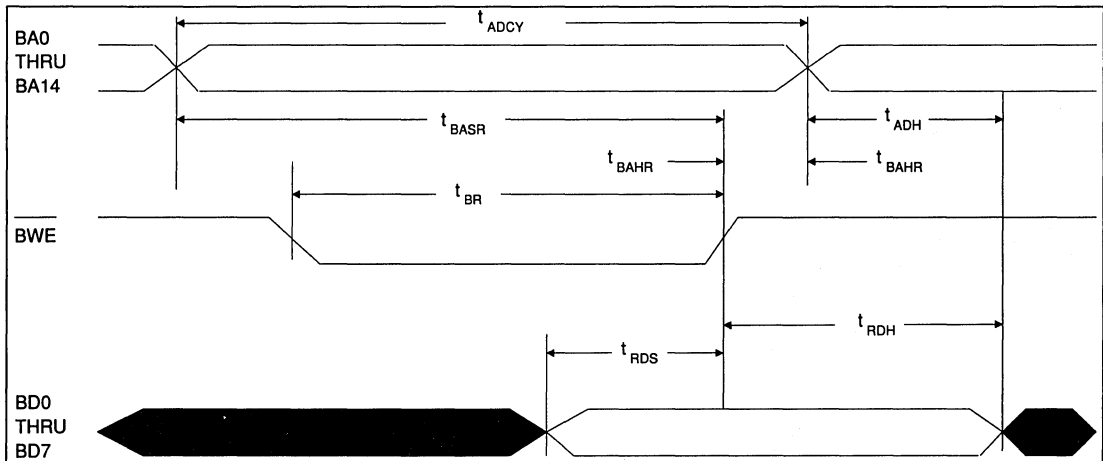 t ADCY
BA0
THRU
BA14
t BASR
t ADH
t BAHR
t BAHR
t BR
BWE
t RDH
t RDS
BD0
THRU
BD7